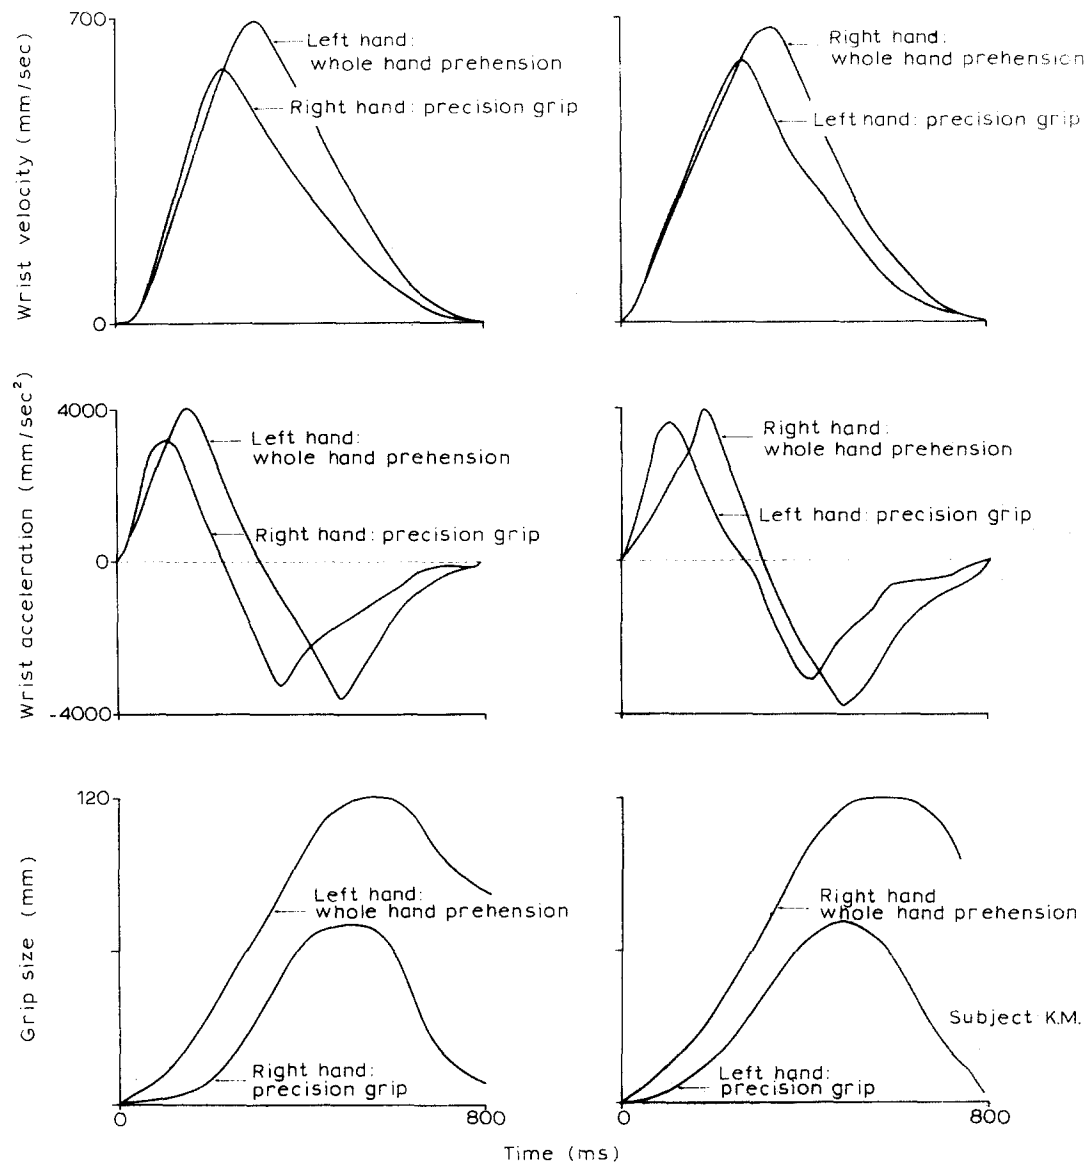 700
Wrist velocity (mm/sec)
0
Left hand:
whole hand prehension
Right hand: precision grip
Right hand:
whole hand prehension
Left hand: precision grip
4000
Wrist acceleration (mm/sec²)
0
-4000
Left hand:
whole hand prehension
Right hand: precision grip
Right hand:
whole hand prehension
Left hand: precision grip
120
Grip size (mm)
Left hand:
whole hand prehension
Right hand:
precision grip
0
800
Right hand
whole hand prehension
Subject K.M.
Left hand:
precision grip
0
800
Time (ms)